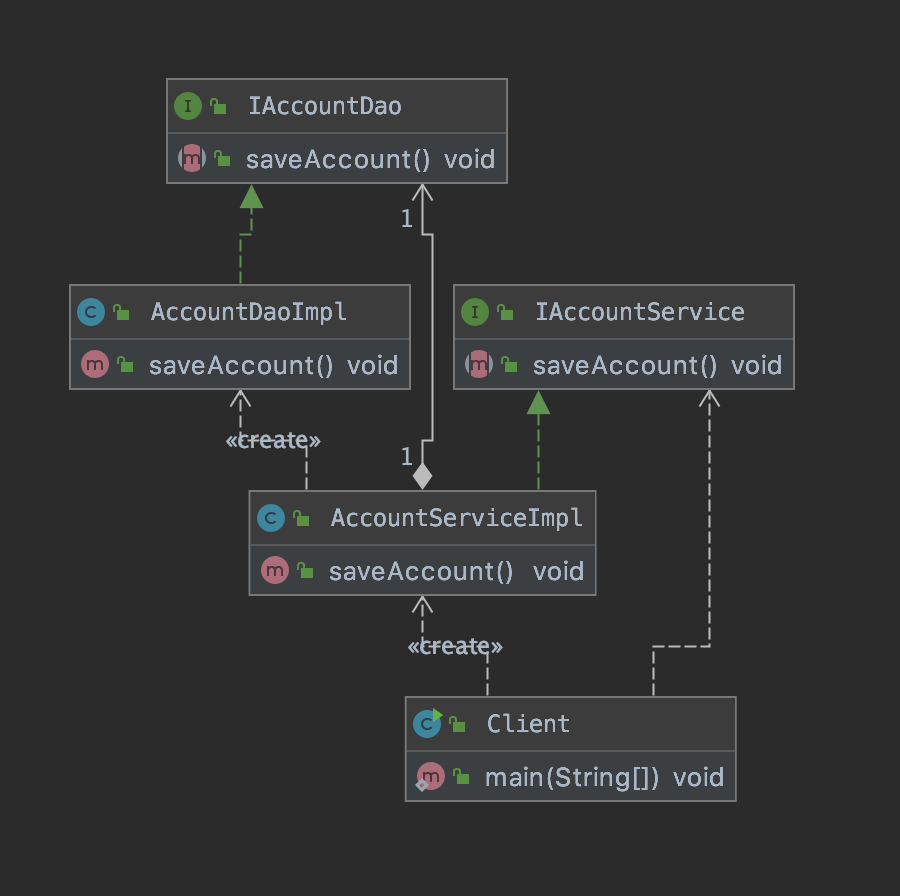 I IAccountDao
m saveAccount() void
1
C AccountDaoImpl
m saveAccount() void
I IAccountService
m saveAccount() void
«create»
1
C AccountServiceImpl
m saveAccount() void
«create»
C Client
m main(String[]) void